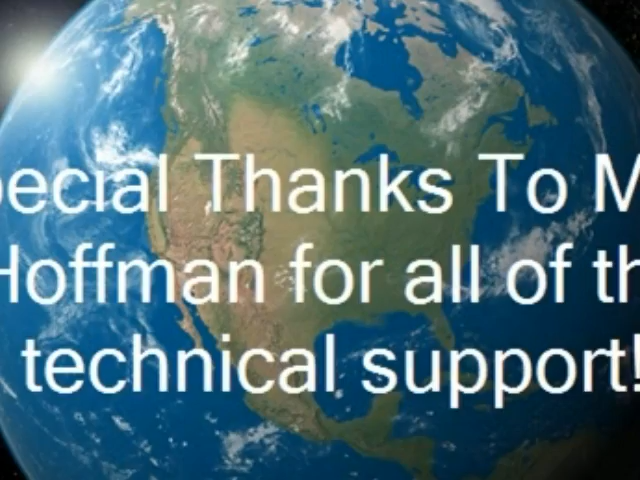 pecial Thanks To M
Hoffman for all of th
technical support!